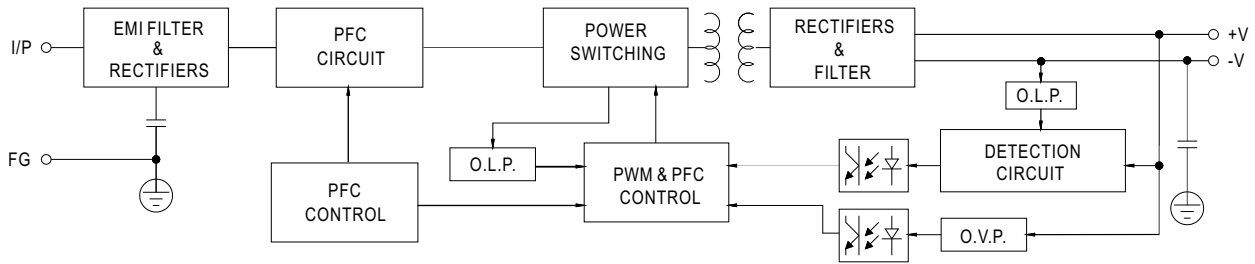 I/P
EMI FILTER
&
RECTIFIERS
PFC
CIRCUIT
POWER
SWITCHING
RECTIFIERS
&
FILTER
+V
-V
O.L.P.
FG
O.L.P.
PFC
CONTROL
PWM & PFC
CONTROL
DETECTION
CIRCUIT
O.V.P.